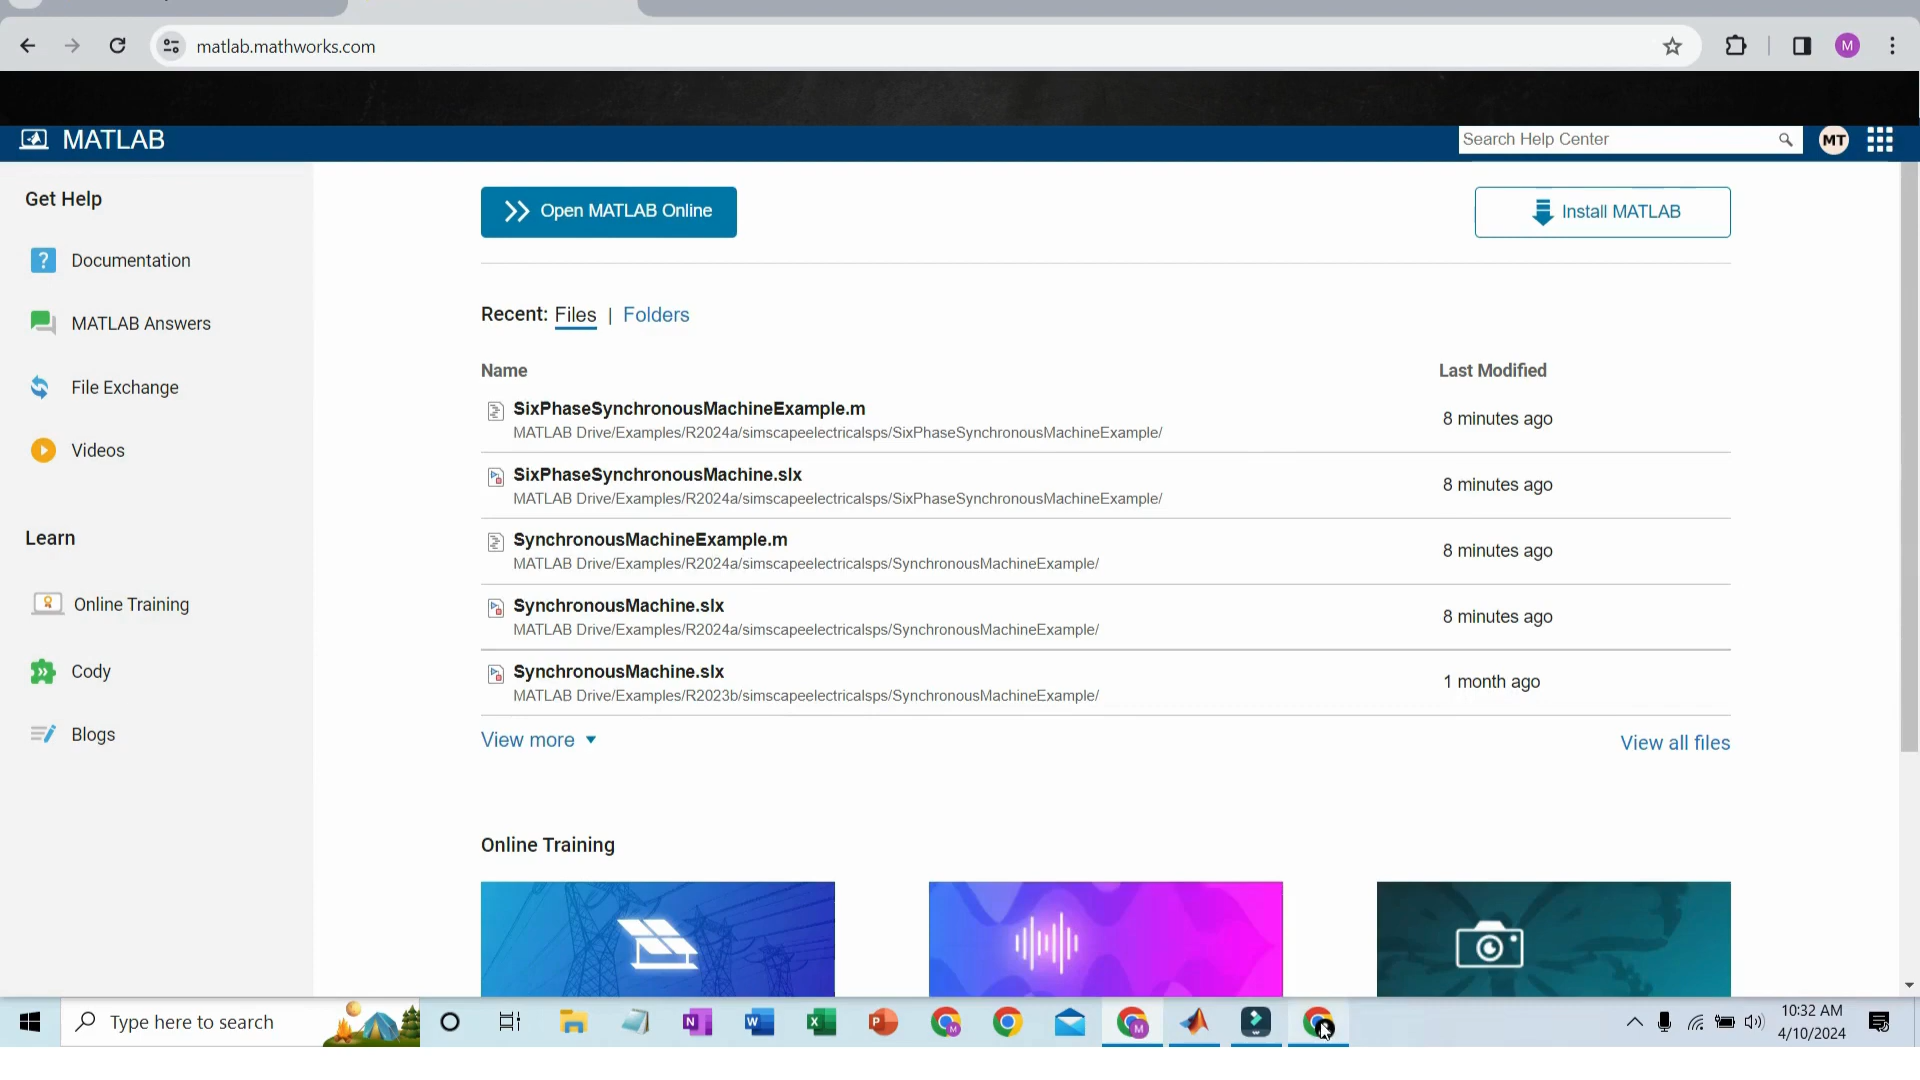 matlab.mathworks.com
M
MATLAB
Search Help Center
MT
Get Help
Documentation
MATLAB Answers
File Exchange
Videos
Learn
Online Training
Cody
Blogs
Open MATLAB Online
Install MATLAB
Recent: Files | Folders
Name
Last Modified
SixPhaseSynchronousMachineExample.m
MATLAB Drive/Examples/R2024a/simscapeelectricalsps/SixPhaseSynchronousMachineExample/
8 minutes ago
SixPhaseSynchronousMachine.slx
MATLAB Drive/Examples/R2024a/simscapeelectricalsps/SixPhaseSynchronousMachineExample/
8 minutes ago
SynchronousMachineExample.m
MATLAB Drive/Examples/R2024a/simscapeelectricalsps/SynchronousMachineExample/
8 minutes ago
SynchronousMachine.slx
MATLAB Drive/Examples/R2024a/simscapeelectricalsps/SynchronousMachineExample/
8 minutes ago
SynchronousMachine.slx
MATLAB Drive/Examples/R2023b/simscapeelectricalsps/SynchronousMachineExample/
1 month ago
View more
View all files
Online Training
Type here to search
10:32 AM
4/10/2024